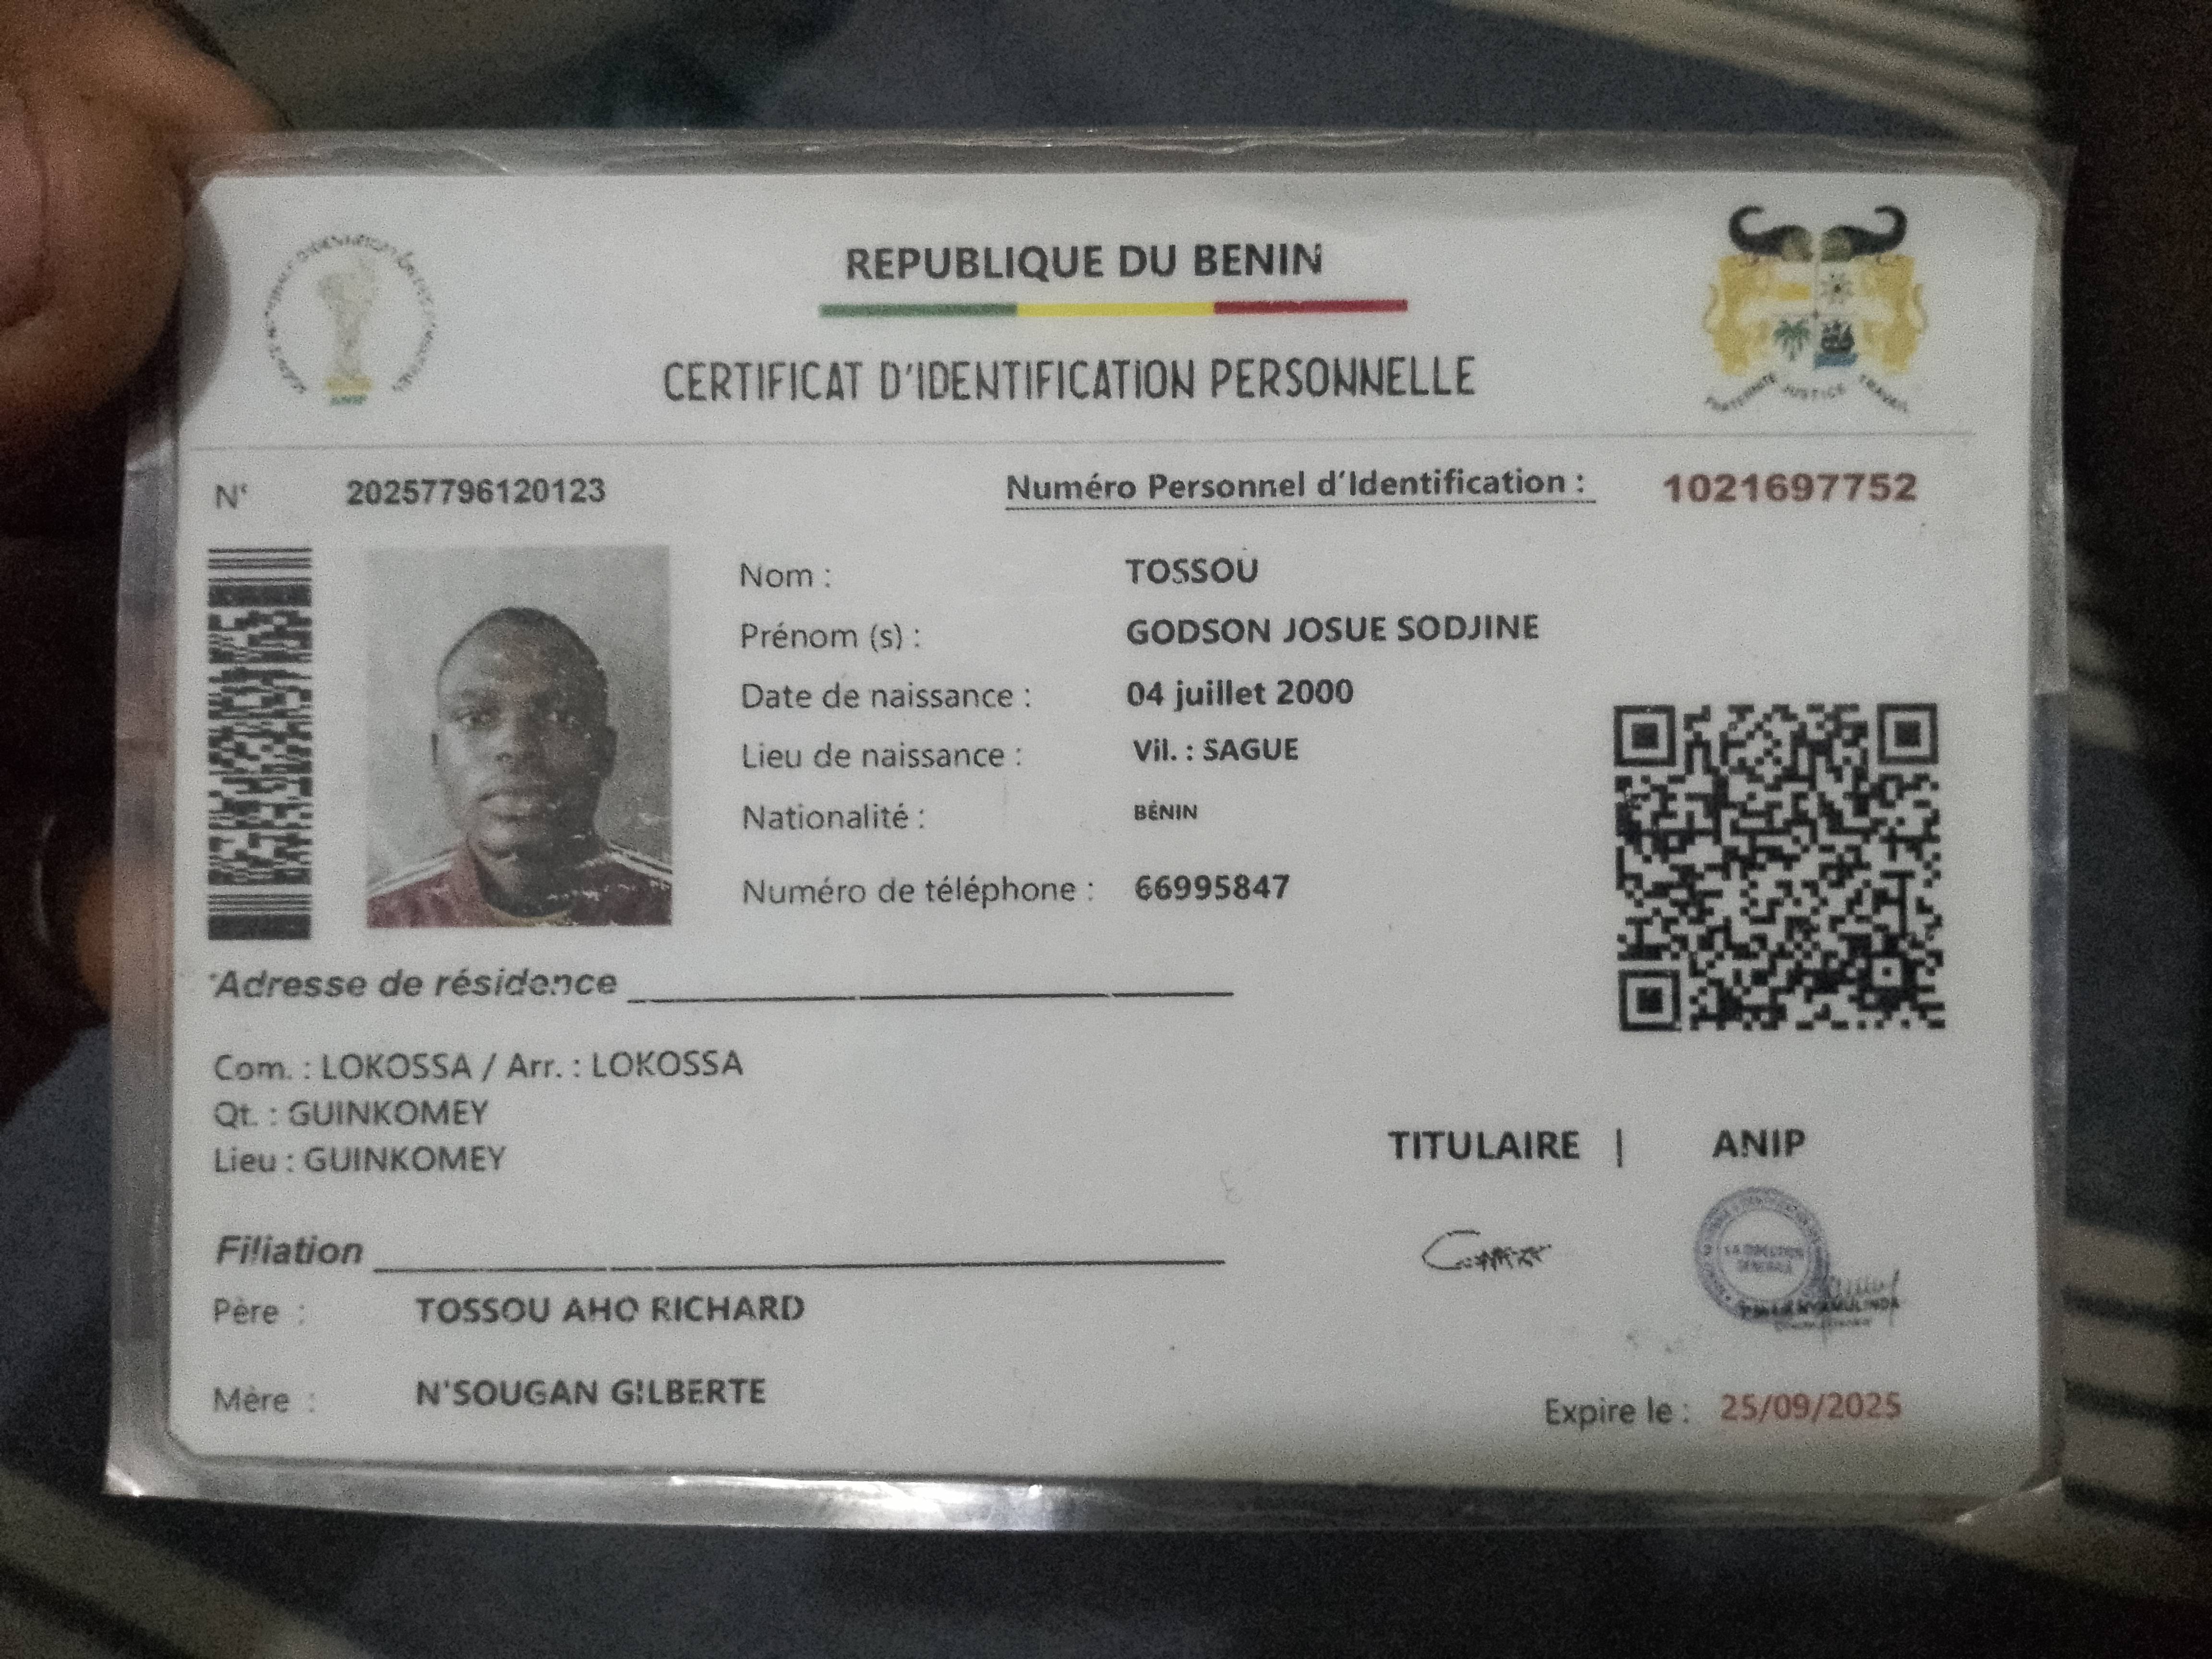 REPUBLIQUE DU BENIN
CERTIFICAT D'IDENTIFICATION PERSONNELLE
ANIP
FRATERNITE JUSTICE TRAVAIL
N° 20257796120123
Numéro Personnel d'Identification : 1021697752
Nom : TOSSOU
Prénom (s) : GODSON JOSUE SODJINE
Date de naissance : 04 juillet 2000
Lieu de naissance : Vil. : SAGUE
Nationalité : BÉNIN
Numéro de téléphone : 66995847
*Adresse de résidence
Com. : LOKOSSA / Arr. : LOKOSSA
Qt. : GUINKOMEY
Lieu : GUINKOMEY
TITULAIRE | ANIP
LA DIRECTION
GENERALE
Filiation
Père : TOSSOU AHO RICHARD
Mère : N'SOUGAN GILBERTE
Expire le : 25/09/2025